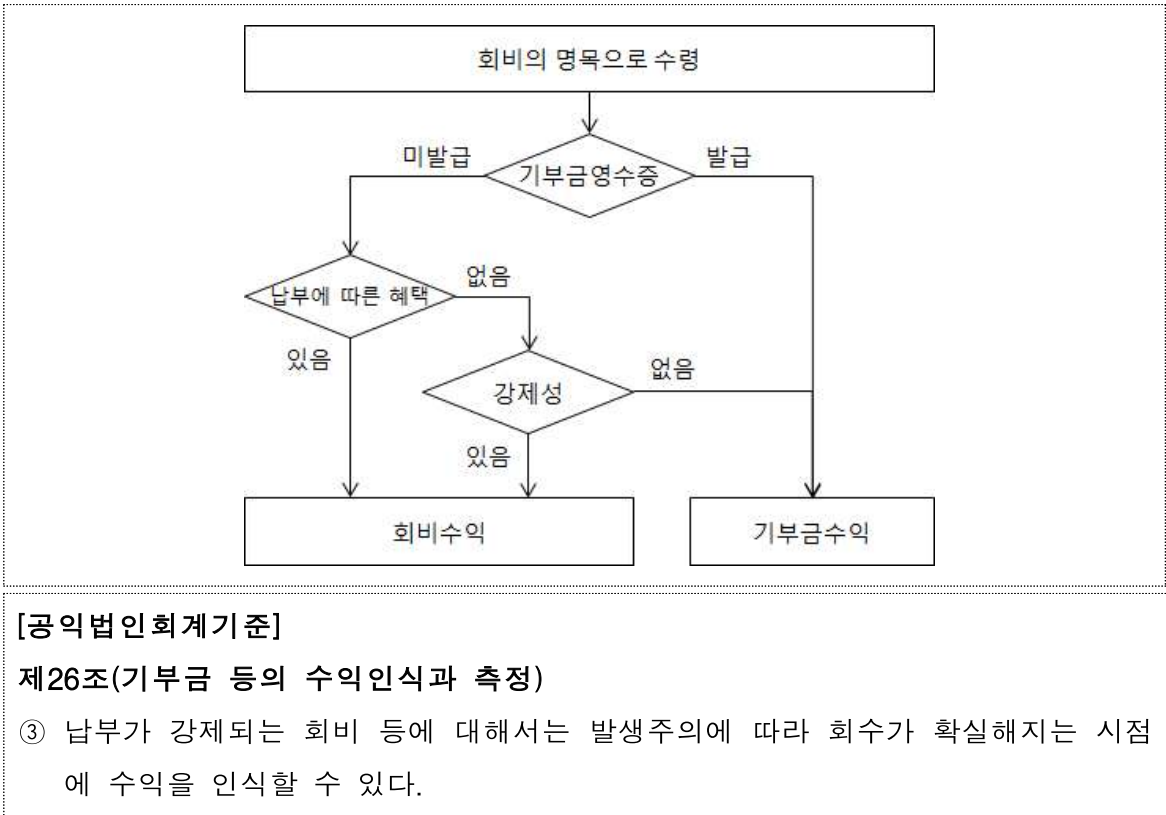 회비의 명목으로 수령
미발급
기부금영수증
발급
납부에 따른 혜택
없음
있음
강제성
없음
있음
회비수익
기부금수익
[공익법인회계기준]
제26조(기부금 등의 수익인식과 측정)
③ 납부가 강제되는 회비 등에 대해서는 발생주의에 따라 회수가 확실해지는 시점
에 수익을 인식할 수 있다.